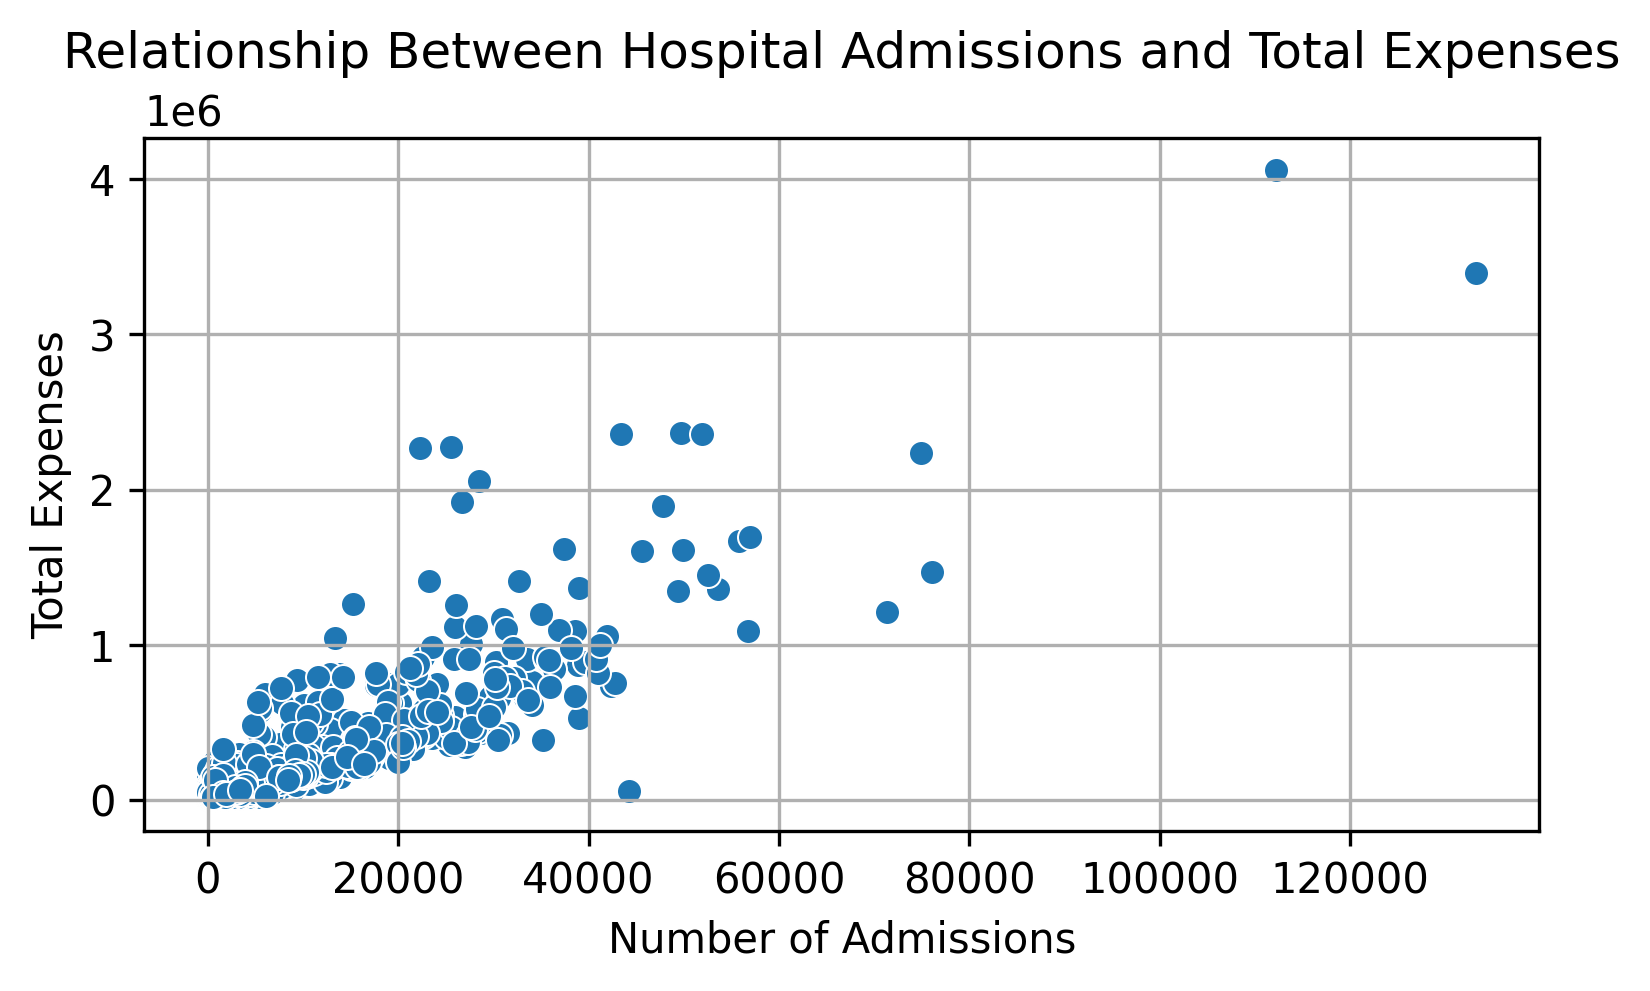 Relationship Between Hospital Admissions and Total Expenses
1e6
4
3
2
1
0
Total Expenses
0 20000 40000 60000 80000 100000 120000
Number of Admissions